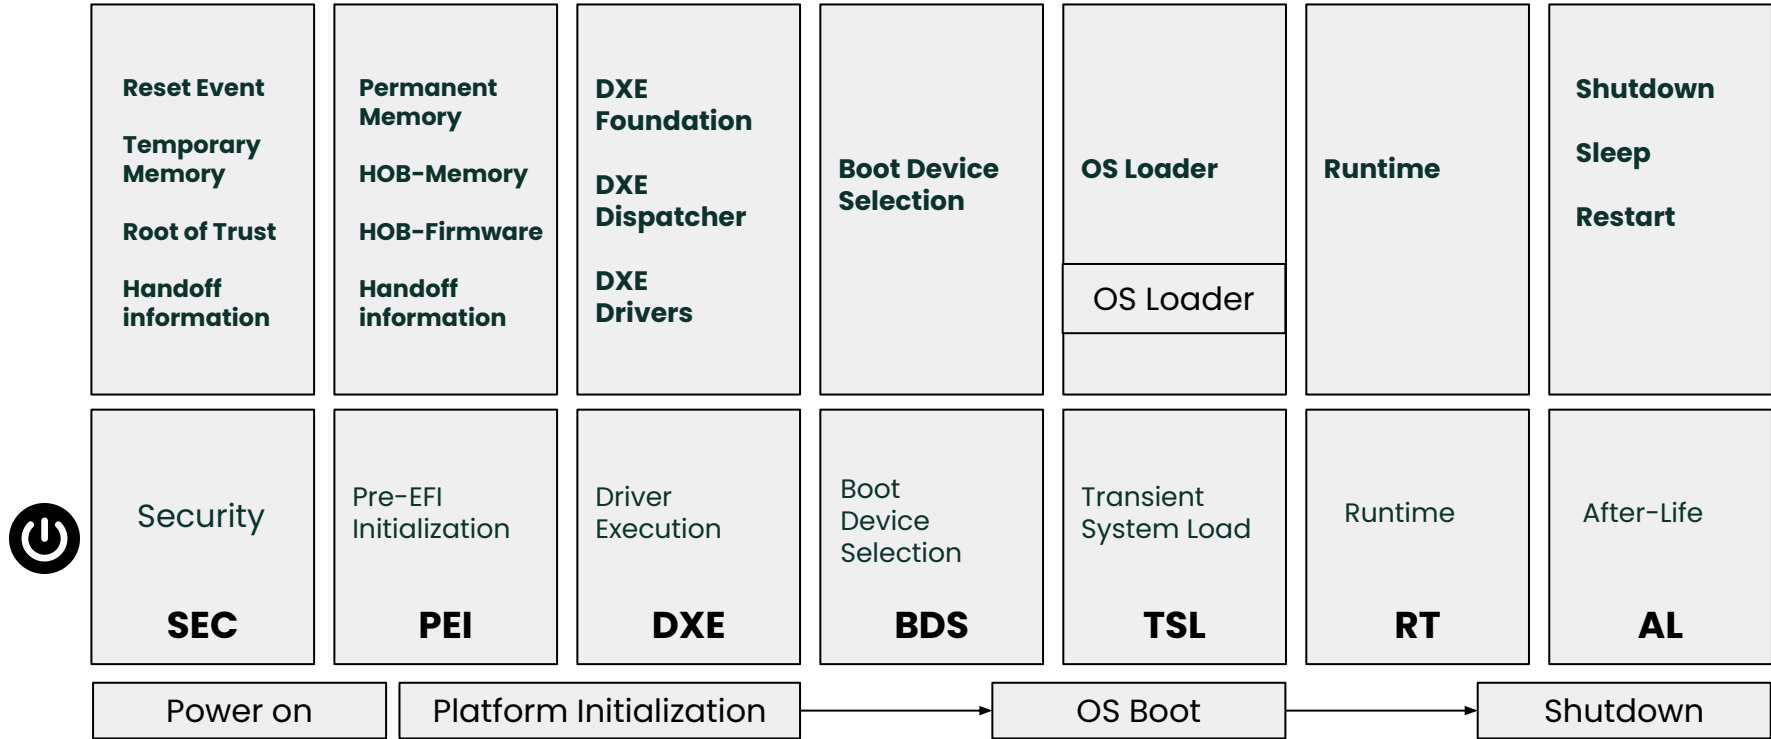 Reset Event
Temporary
Memory
Root of Trust
Handoff
information
Permanent
Memory
HOB-Memory
HOB-Firmware
Handoff
information
DXE
Foundation
DXE
Dispatcher
DXE
Drivers
Boot Device
Selection
OS Loader
OS Loader
Runtime
Shutdown
Sleep
Restart
Security
SEC
Pre-EFI
Initialization
PEI
Driver
Execution
DXE
Boot
Device
Selection
BDS
Transient
System Load
TSL
Runtime
RT
After-Life
AL
Power on
Platform Initialization
OS Boot
Shutdown